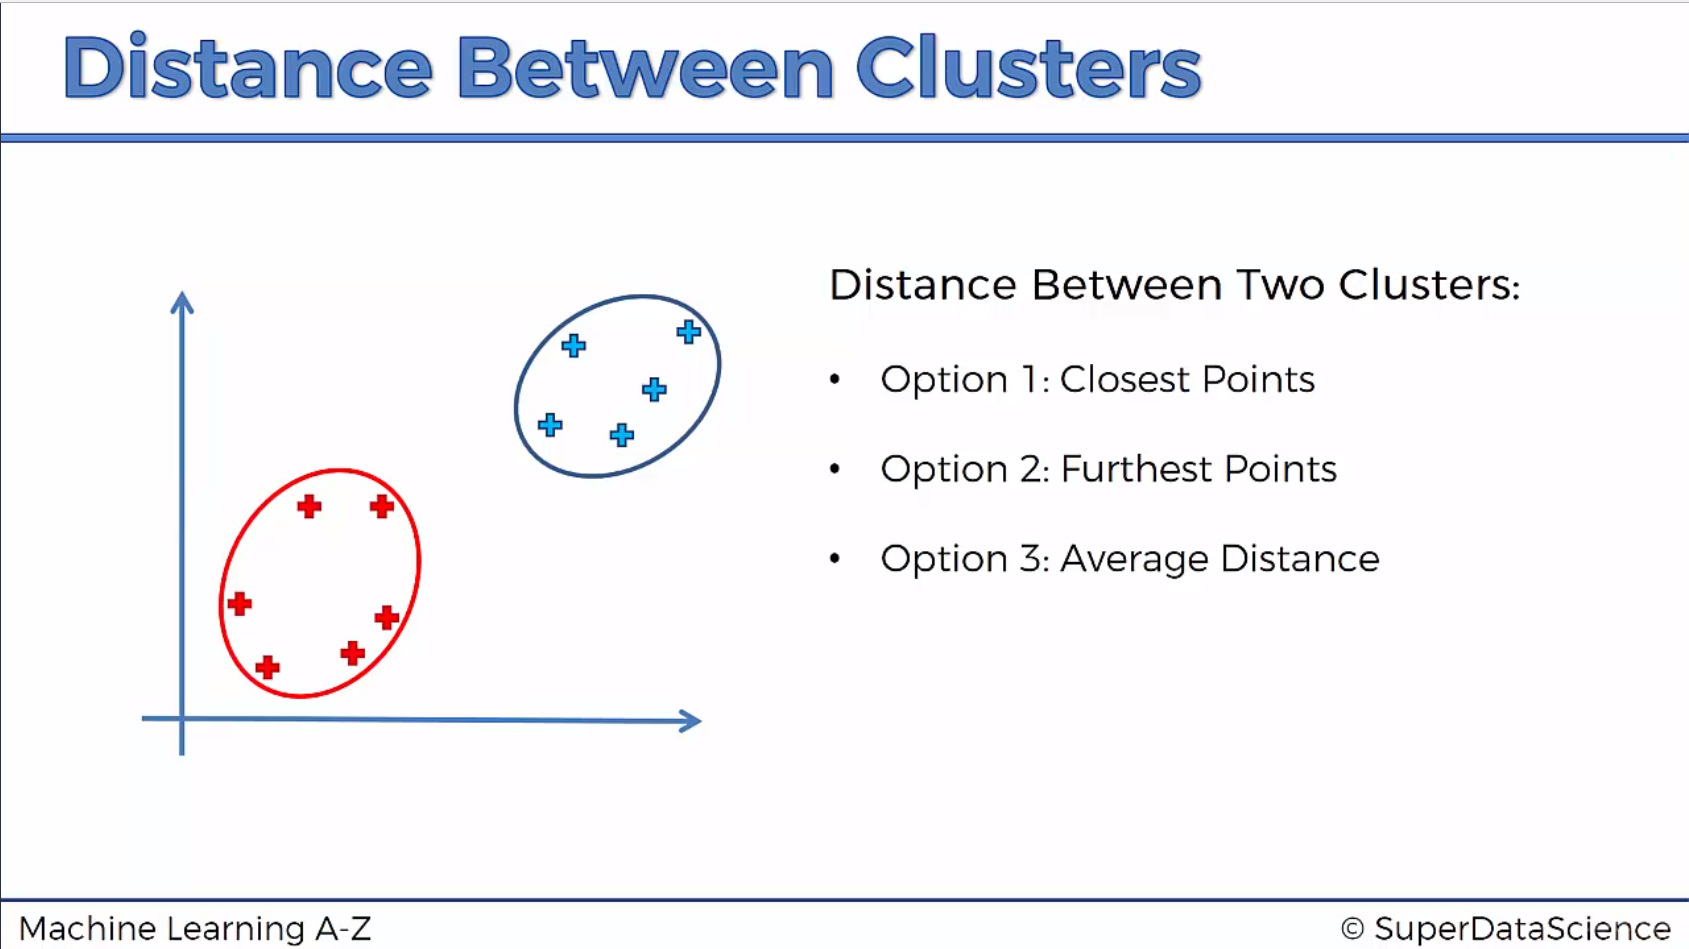 Distance Between Clusters
Distance Between Two Clusters:
• Option 1: Closest Points
• Option 2: Furthest Points
• Option 3: Average Distance
Machine Learning A-Z
© SuperDataScience